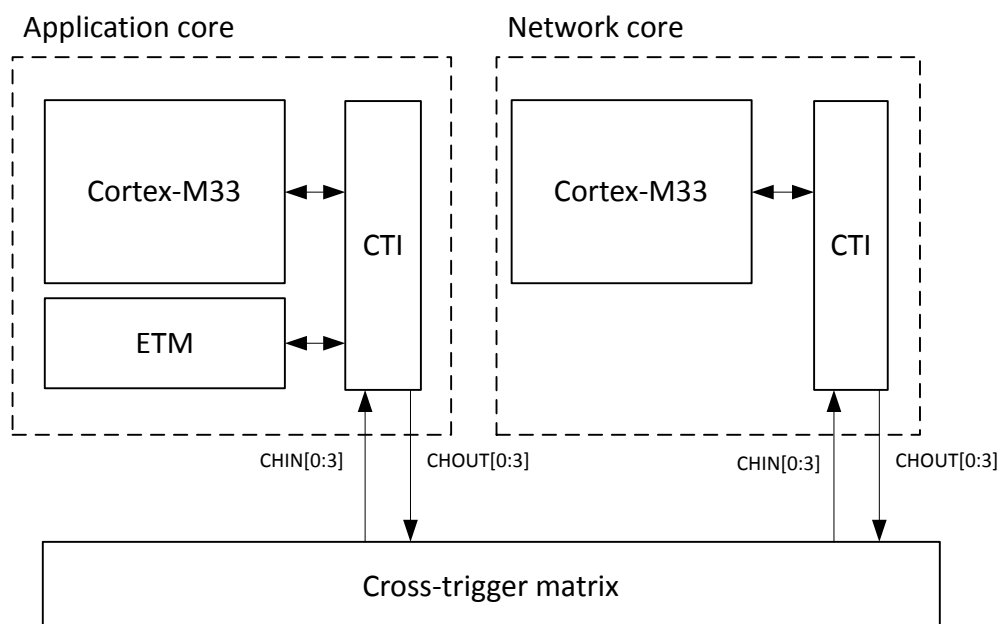 Application core
Network core
Cortex-M33
CTI
ETM
Cortex-M33
CTI
CHIN[0:3]
CHOUT[0:3]
CHIN[0:3]
CHOUT[0:3]
Cross-trigger matrix